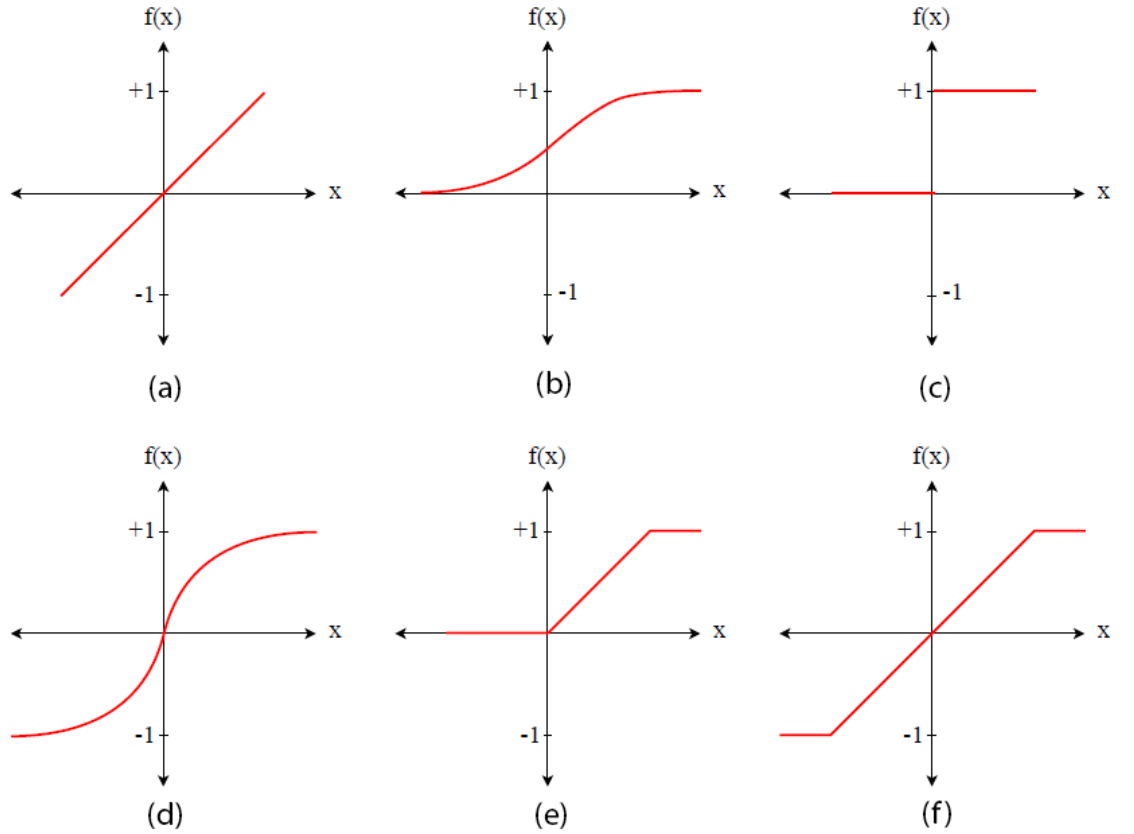 f(x)
+1
x
-1
(a)
f(x)
+1
x
-1
(b)
f(x)
+1
x
-1
(c)
f(x)
+1
x
-1
(d)
f(x)
+1
x
-1
(e)
f(x)
+1
x
-1
(f)